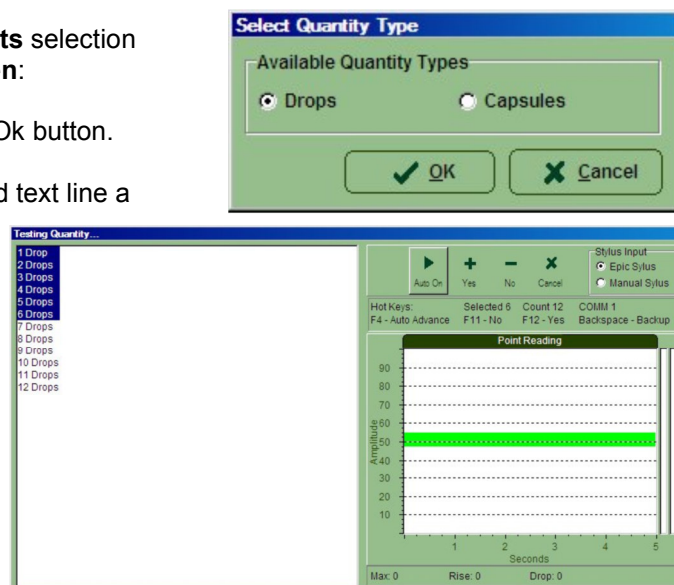 ts selection
n:
Ok button.
d text line a
Select Quantity Type
Available Quantity Types
Drops
Capsules
OK
Cancel
Testing Quantity...
1 Drop
2 Drops
3 Drops
4 Drops
5 Drops
6 Drops
7 Drops
8 Drops
9 Drops
10 Drops
11 Drops
12 Drops
Auto On Yes No Cancel
Stylus Input
Epic Sylus
Manual Sylus
Hot Keys: Selected 6 Count 12 COMM 1
F4 - Auto Advance F11 - No F12 - Yes Backspace - Backup
Point Reading
90
80
70
60
50
40
30
20
10
Amplitude
1 2 3 4 5
Seconds
Max: 0 Rise: 0 Drop: 0